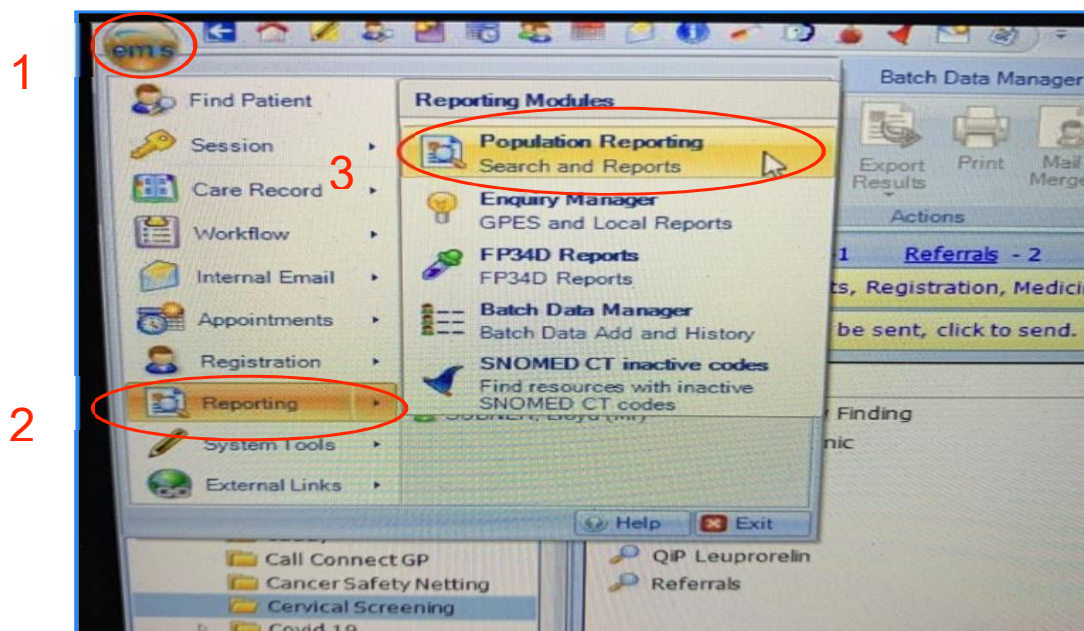 1
emis
Batch Data Manager
Find Patient
Reporting Modules
Session
3
Population Reporting
Search and Reports
Export Results
Print
Mail Merge
Care Record
Enquiry Manager
GPES and Local Reports
Actions
Workflow
FP34D Reports
FP34D Reports
1 Referrals - 2
Internal Email
ts, Registration, Medici
Batch Data Manager
Batch Data Add and History
be sent, click to send.
Appointments
Registration
SNOMED CT inactive codes
Find resources with inactive
SNOMED CT codes
2
Reporting
Finding
nic
System Tools
External Links
Help
Exit
Call Connect GP
QiP Leuprorelin
Cancer Safety Netting
Referrals
Cervical Screening
Covid 19